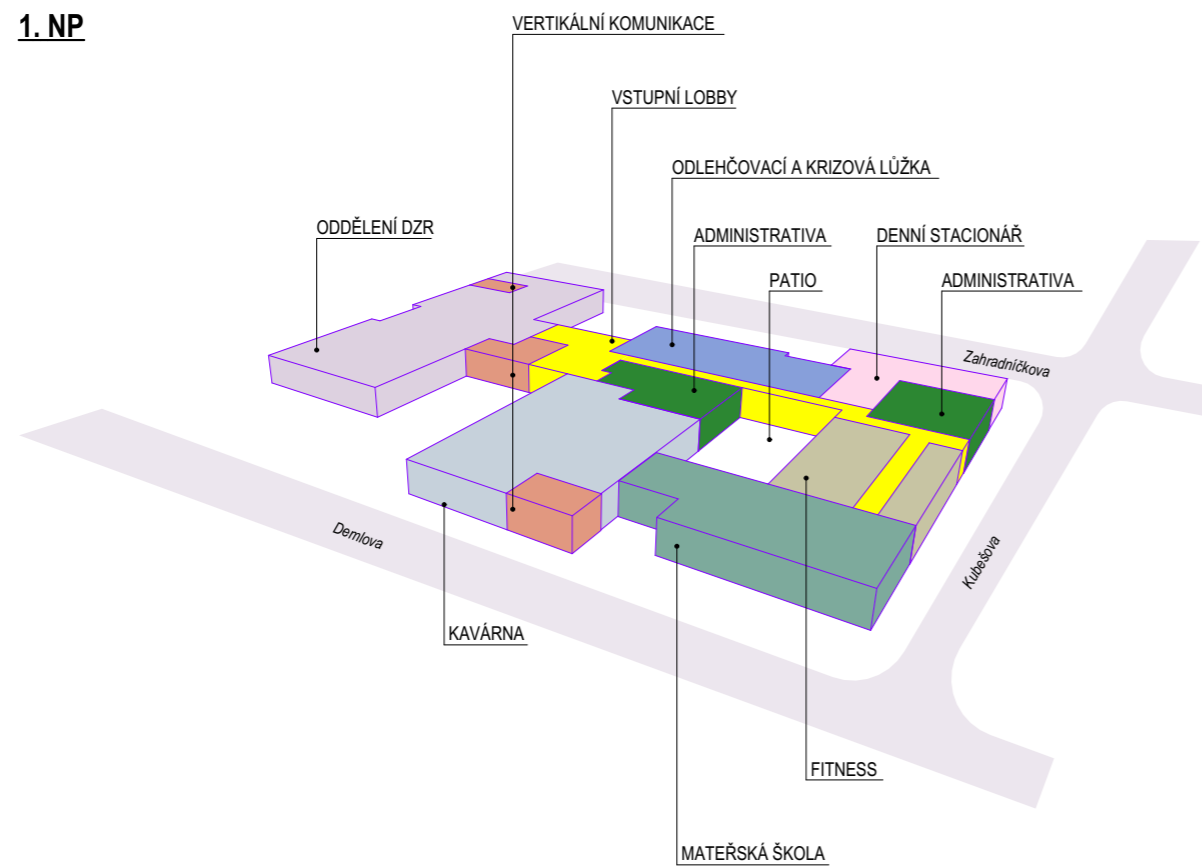 1. NP
VERTIKÁLNÍ KOMUNIKACE
VSTUPNÍ LOBBY
ODLEHČOVACÍ A KRIZOVÁ LŮŽKA
ODDĚLENÍ DZR
ADMINISTRATIVA
DENNÍ STACIONÁŘ
PATIO
ADMINISTRATIVA
Zahradníčkova
Demlova
Kubešova
KAVÁRNA
FITNESS
MATEŘSKÁ ŠKOLA